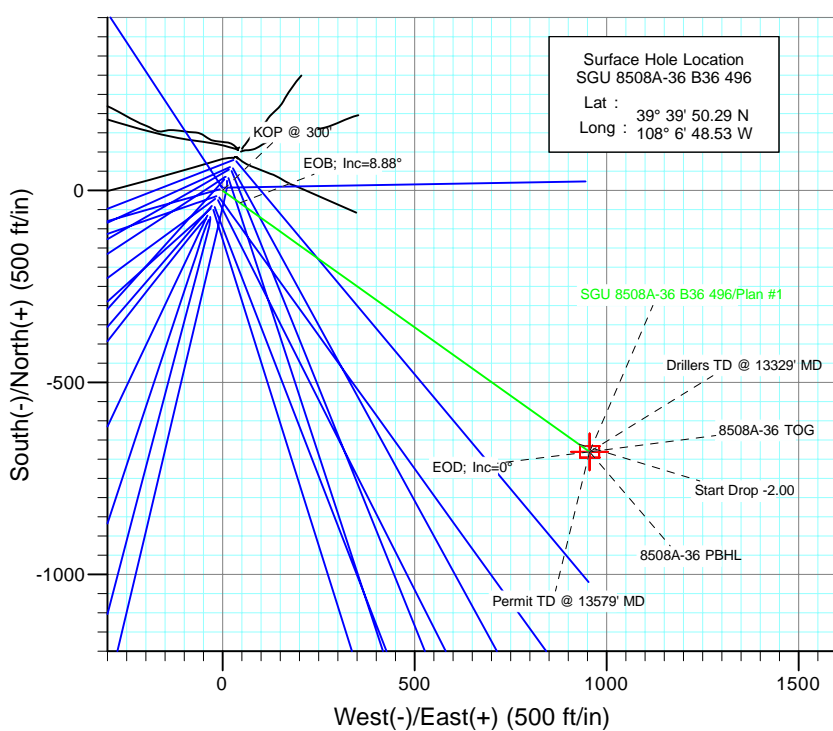 Surface Hole Location
SGU 8508A-36 B36 496
Lat :
39° 39' 50.29 N
Long :
108° 6' 48.53 W
KOP @ 300'
EOB; Inc=8.88°
SGU 8508A-36 B36 496/Plan #1
Drillers TD @ 13329' MD
8508A-36 TOG
EOD; Inc=0°
Start Drop -2.00
8508A-36 PBHL
Permit TD @ 13579' MD
South(-)/North(+) (500 ft/in)
0
-500
-1000
0
500
1000
1500
West(-)/East(+) (500 ft/in)